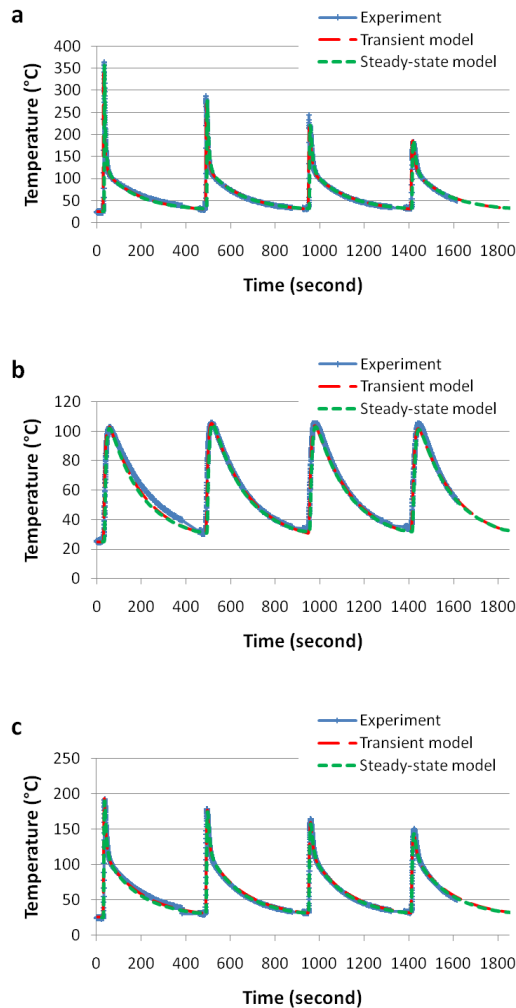 a
Experiment
Transient model
Steady-state model
Temperature (°C)
400
350
300
250
200
150
100
50
0
0 200 400 600 800 1000 1200 1400 1600 1800
Time (second)
b
Experiment
Transient model
Steady-state model
Temperature (°C)
120
100
80
60
40
20
0
0 200 400 600 800 1000 1200 1400 1600 1800
Time (second)
c
Experiment
Transient model
Steady-state model
Temperature (°C)
250
200
150
100
50
0
0 200 400 600 800 1000 1200 1400 1600 1800
Time (second)